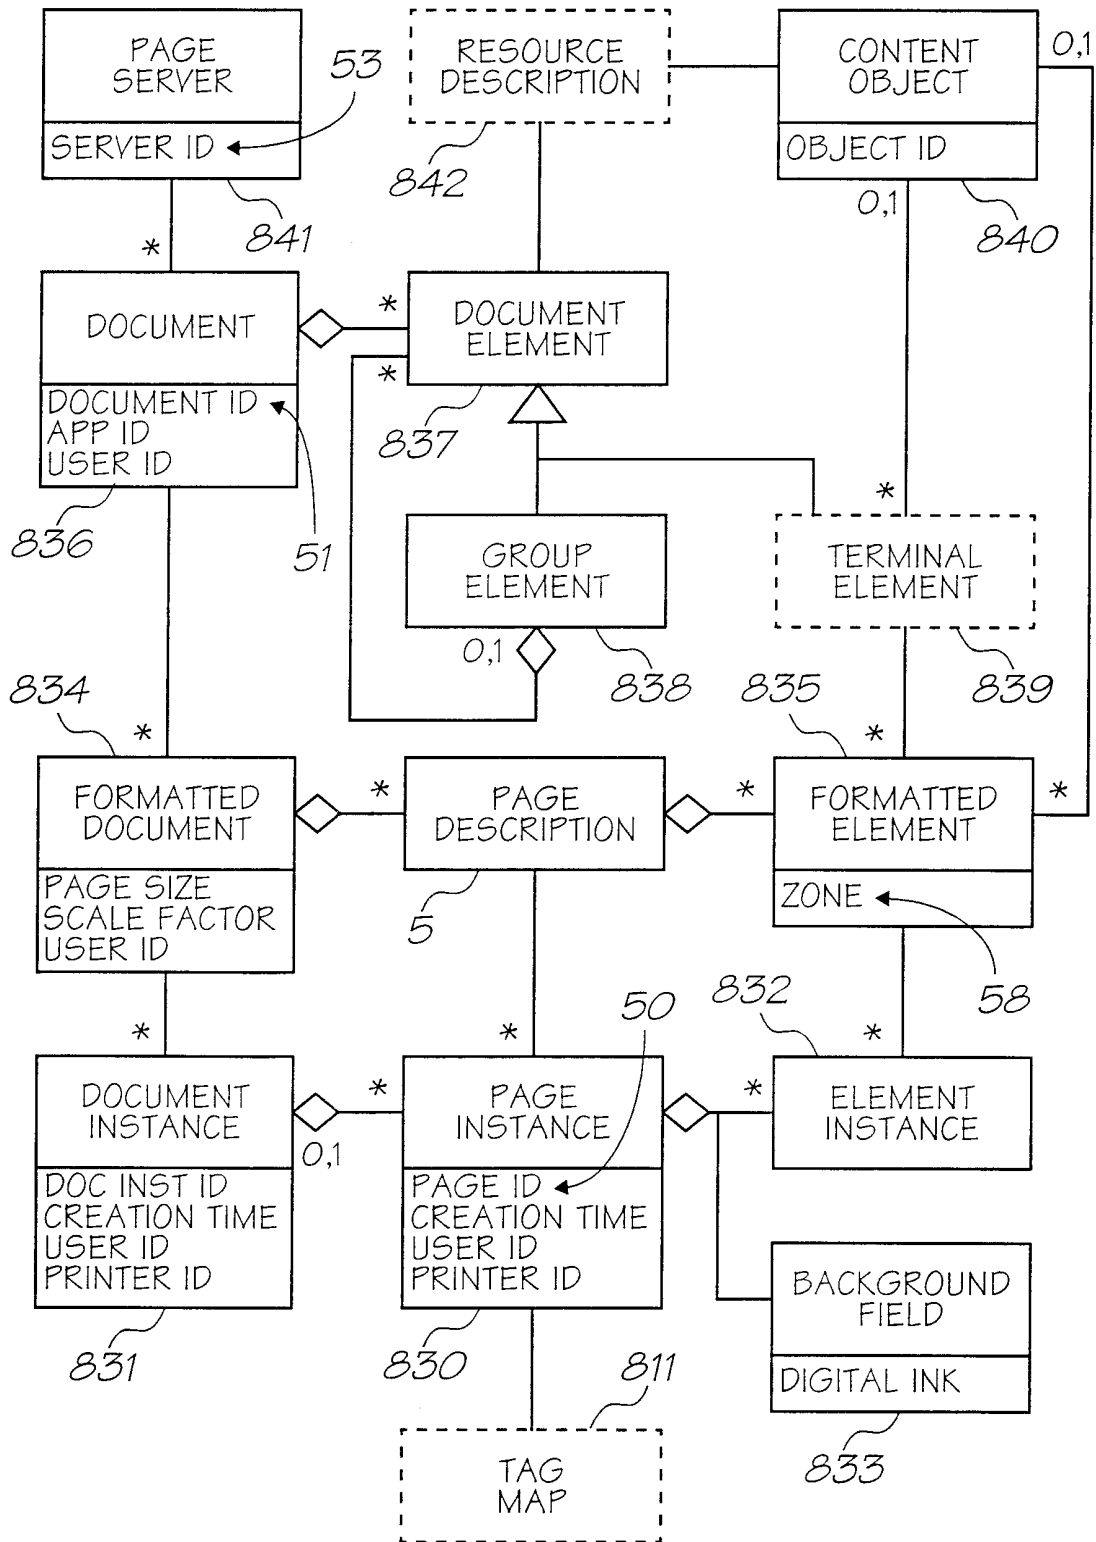 PAGE
SERVER
SERVER ID
53
841
RESOURCE
DESCRIPTION
842
CONTENT
OBJECT
OBJECT ID
0,1
0,1
840
*
DOCUMENT
DOCUMENT ID
APP ID
USER ID
836
51
*
*
DOCUMENT
ELEMENT
837
GROUP
ELEMENT
0,1
838
*
TERMINAL
ELEMENT
839
834
*
FORMATTED
DOCUMENT
PAGE SIZE
SCALE FACTOR
USER ID
*
PAGE
DESCRIPTION
5
835
*
*
*
FORMATTED
ELEMENT
ZONE
58
*
DOCUMENT
INSTANCE
0,1
DOC INST ID
CREATION TIME
USER ID
PRINTER ID
831
50
*
*
PAGE
INSTANCE
PAGE ID
CREATION TIME
USER ID
PRINTER ID
830
832
*
*
ELEMENT
INSTANCE
BACKGROUND
FIELD
DIGITAL INK
833
811
TAG
MAP